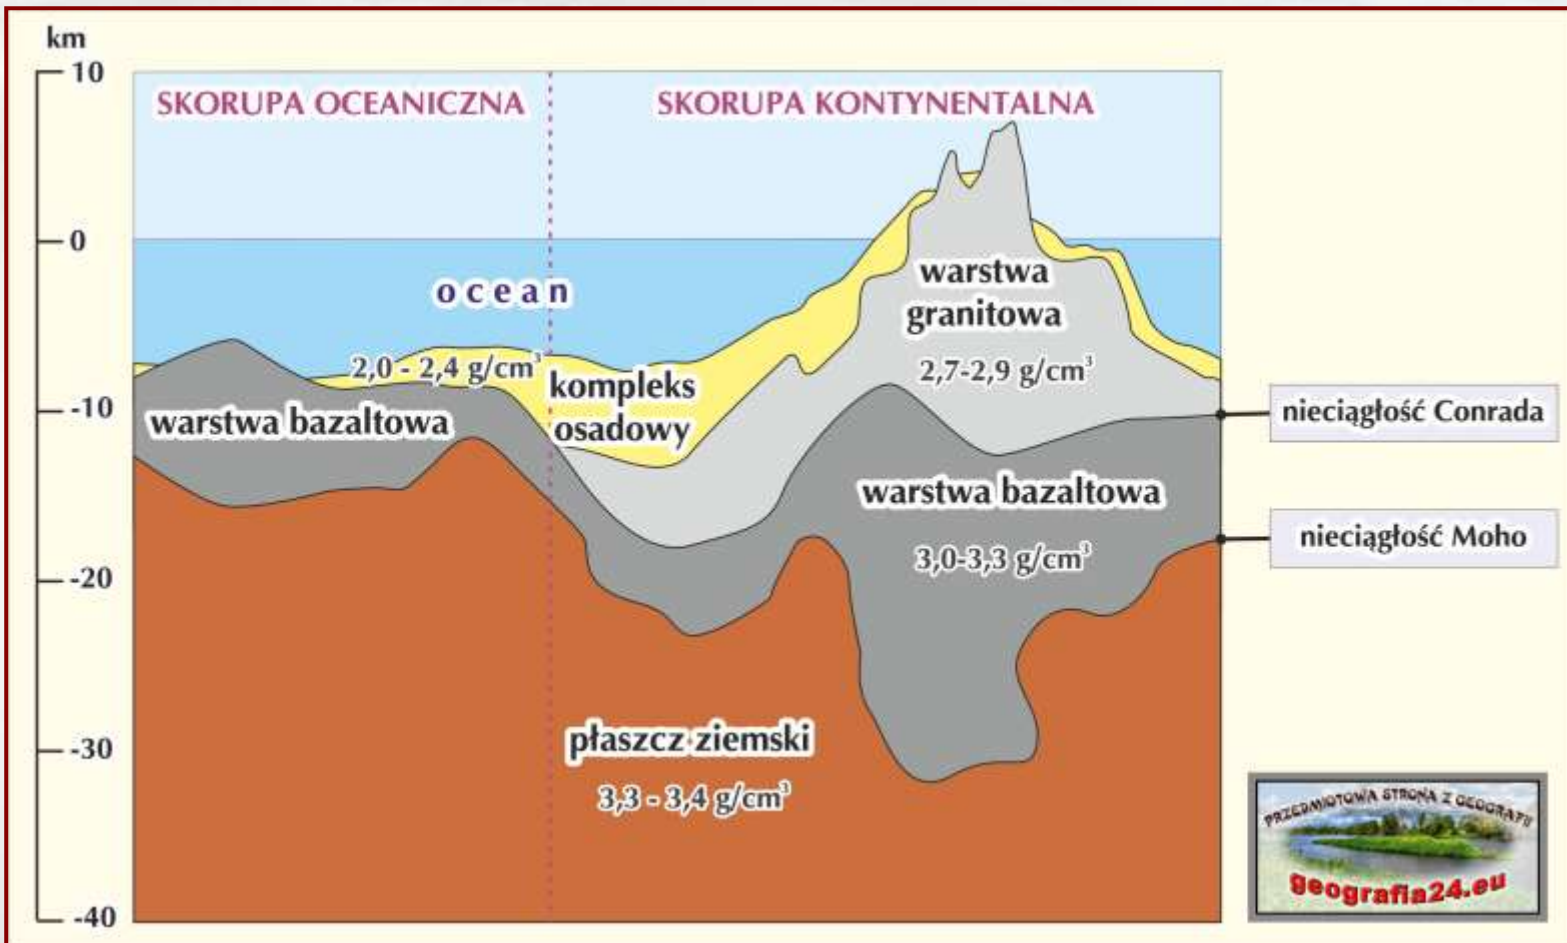 km
10
0
-10
-20
-30
-40
SKORUPA OCEANICZNA
SKORUPA KONTYNENTALNA
ocean
2,0 - 2,4 g/cm³
kompleks
osadowy
warstwa bazaltowa
warstwa
granitowa
2,7-2,9 g/cm³
warstwa bazaltowa
3,0-3,3 g/cm³
płaszcz ziemski
3,3 - 3,4 g/cm³
nieciągłość Conrada
nieciągłość Moho
PRZEDMIOTOWA STRONA Z GEOGRAFII
geografia24.eu